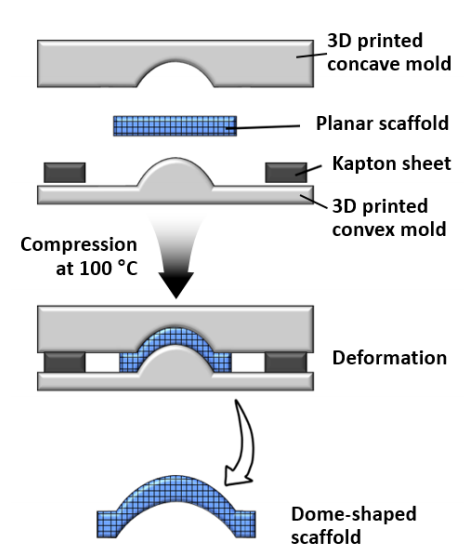 3D printed
concave mold
Planar scaffold
Kapton sheet
3D printed
convex mold
Compression
at 100 °C
Deformation
Dome-shaped
scaffold